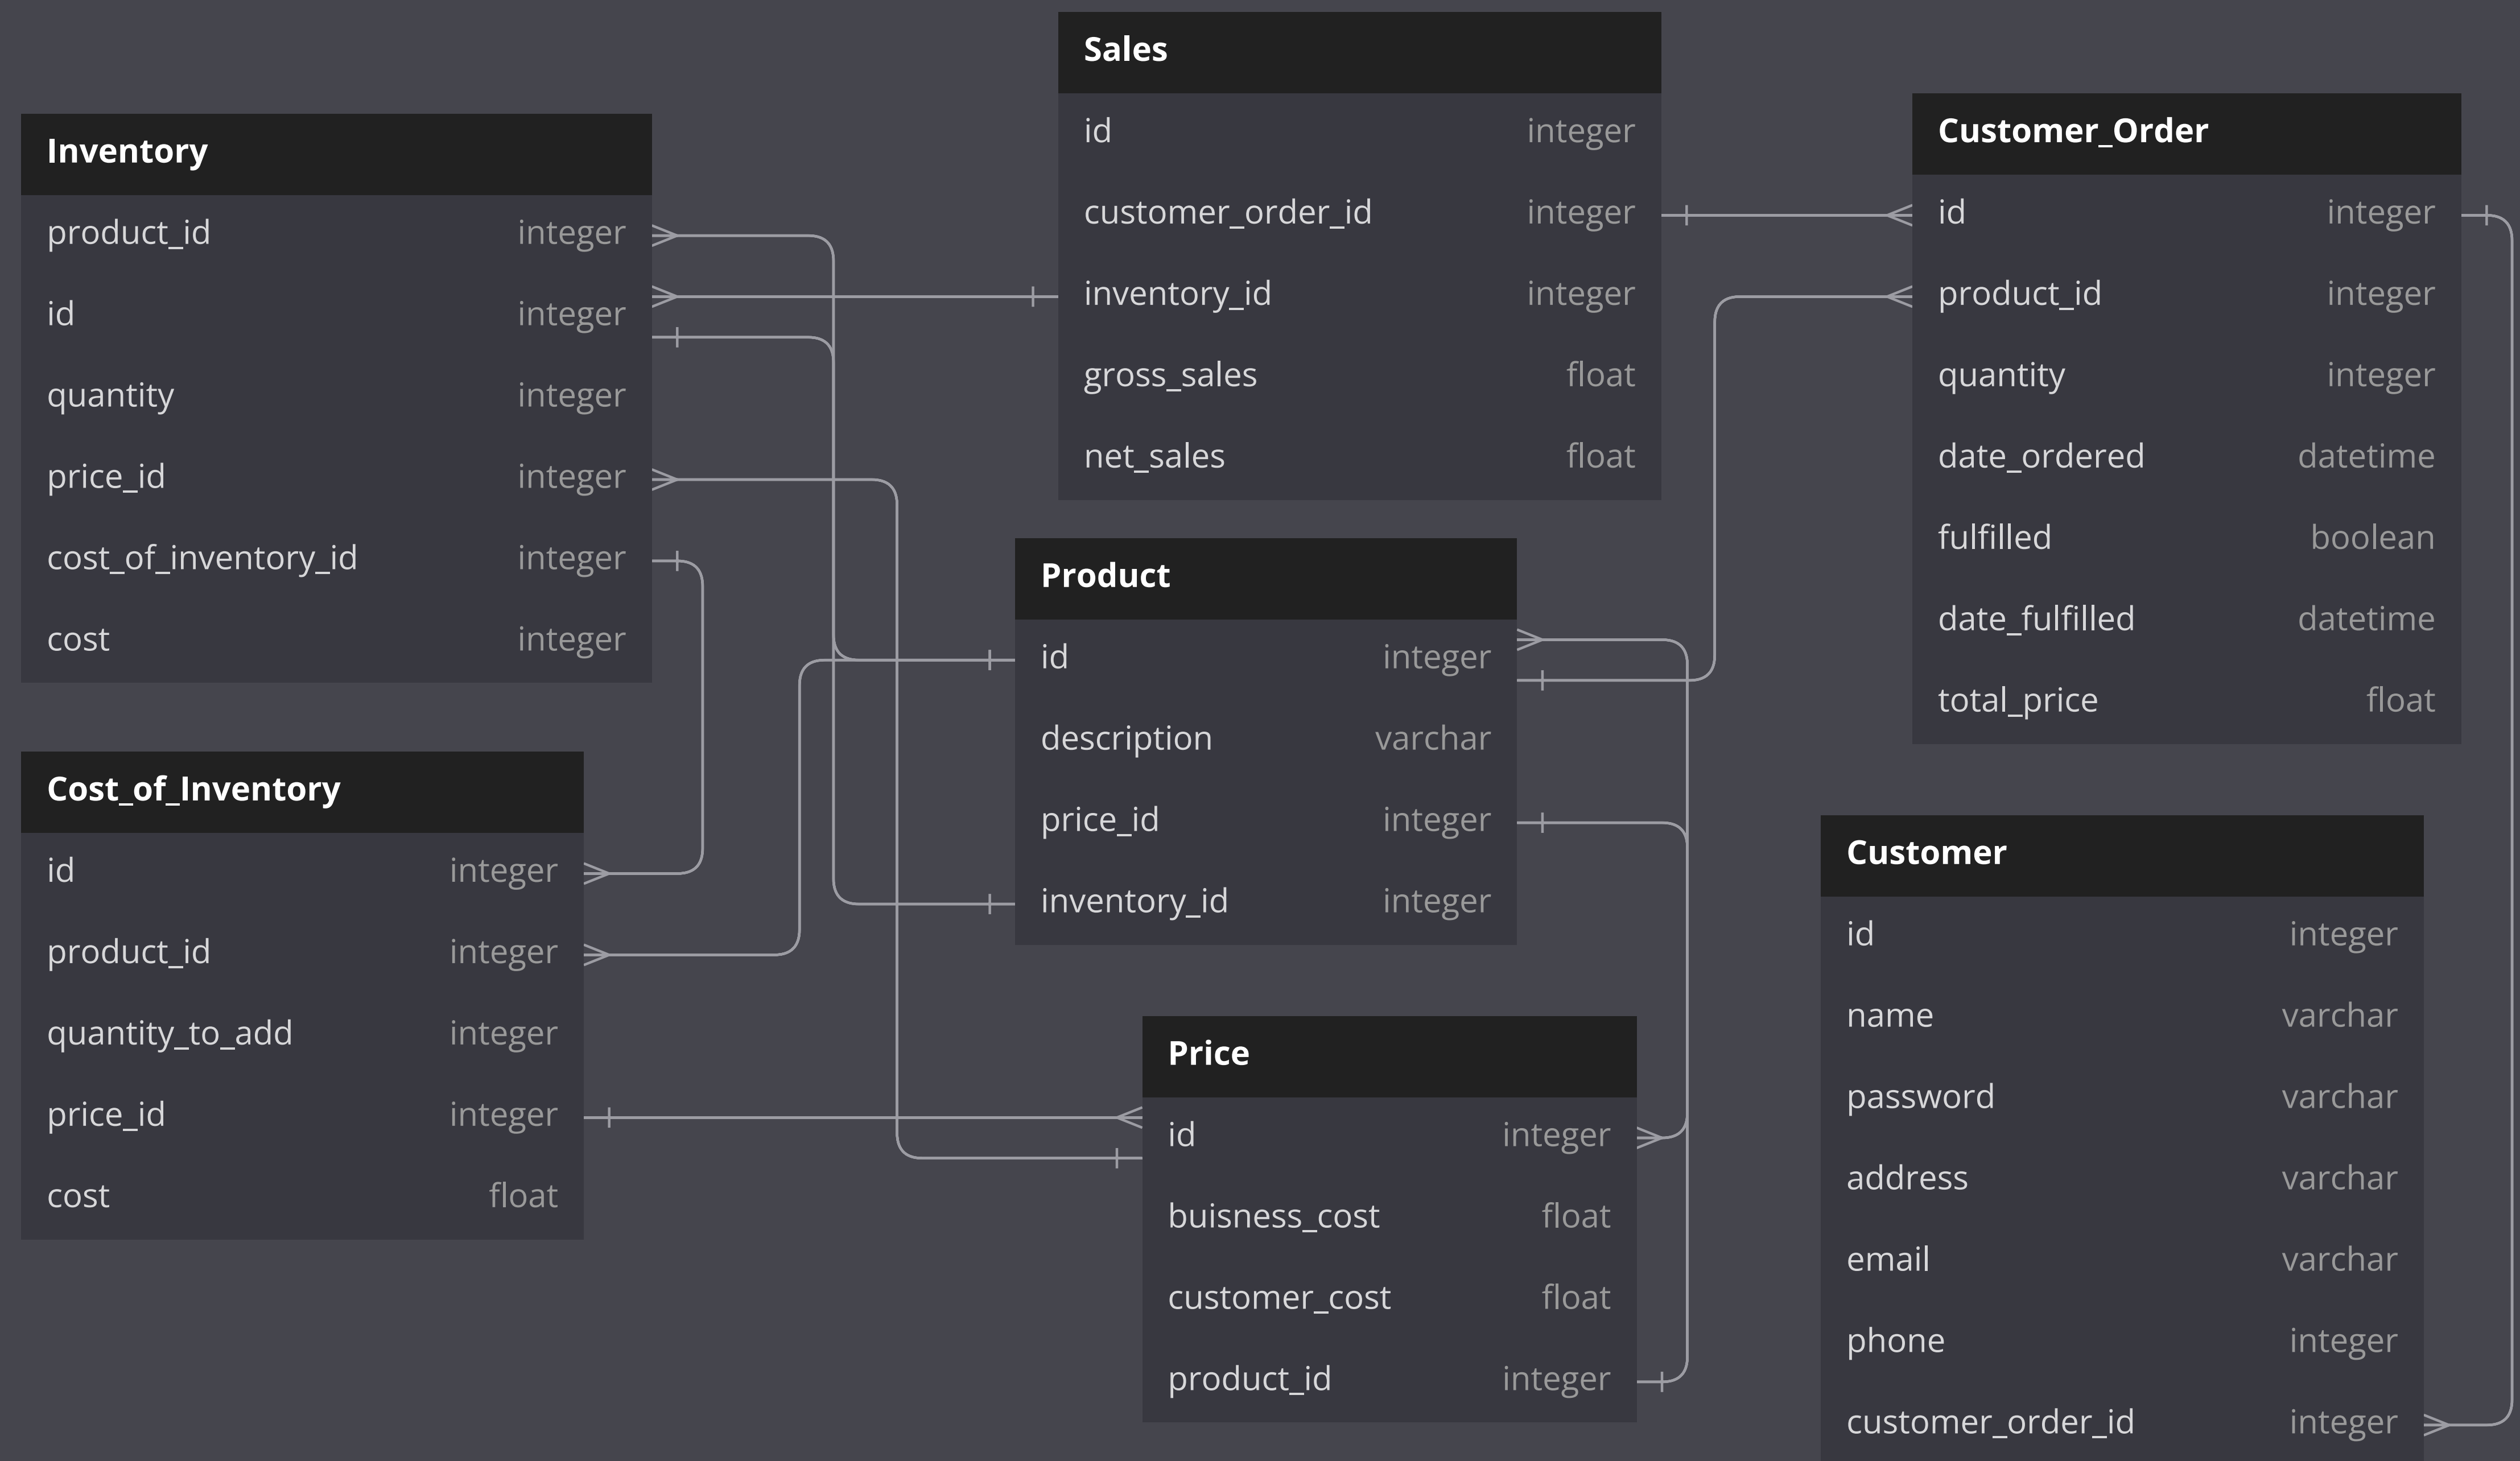 Sales
id integer
customer_order_id integer
inventory_id integer
gross_sales float
net_sales float
Inventory
product_id integer
id integer
quantity integer
price_id integer
cost_of_inventory_id integer
cost integer
Customer_Order
id integer
product_id integer
quantity integer
date_ordered datetime
fulfilled boolean
date_fulfilled datetime
total_price float
Product
id integer
description varchar
price_id integer
inventory_id integer
Cost_of_Inventory
id integer
product_id integer
quantity_to_add integer
price_id integer
cost float
Price
id integer
buisness_cost float
customer_cost float
product_id integer
Customer
id integer
name varchar
password varchar
address varchar
email varchar
phone integer
customer_order_id integer